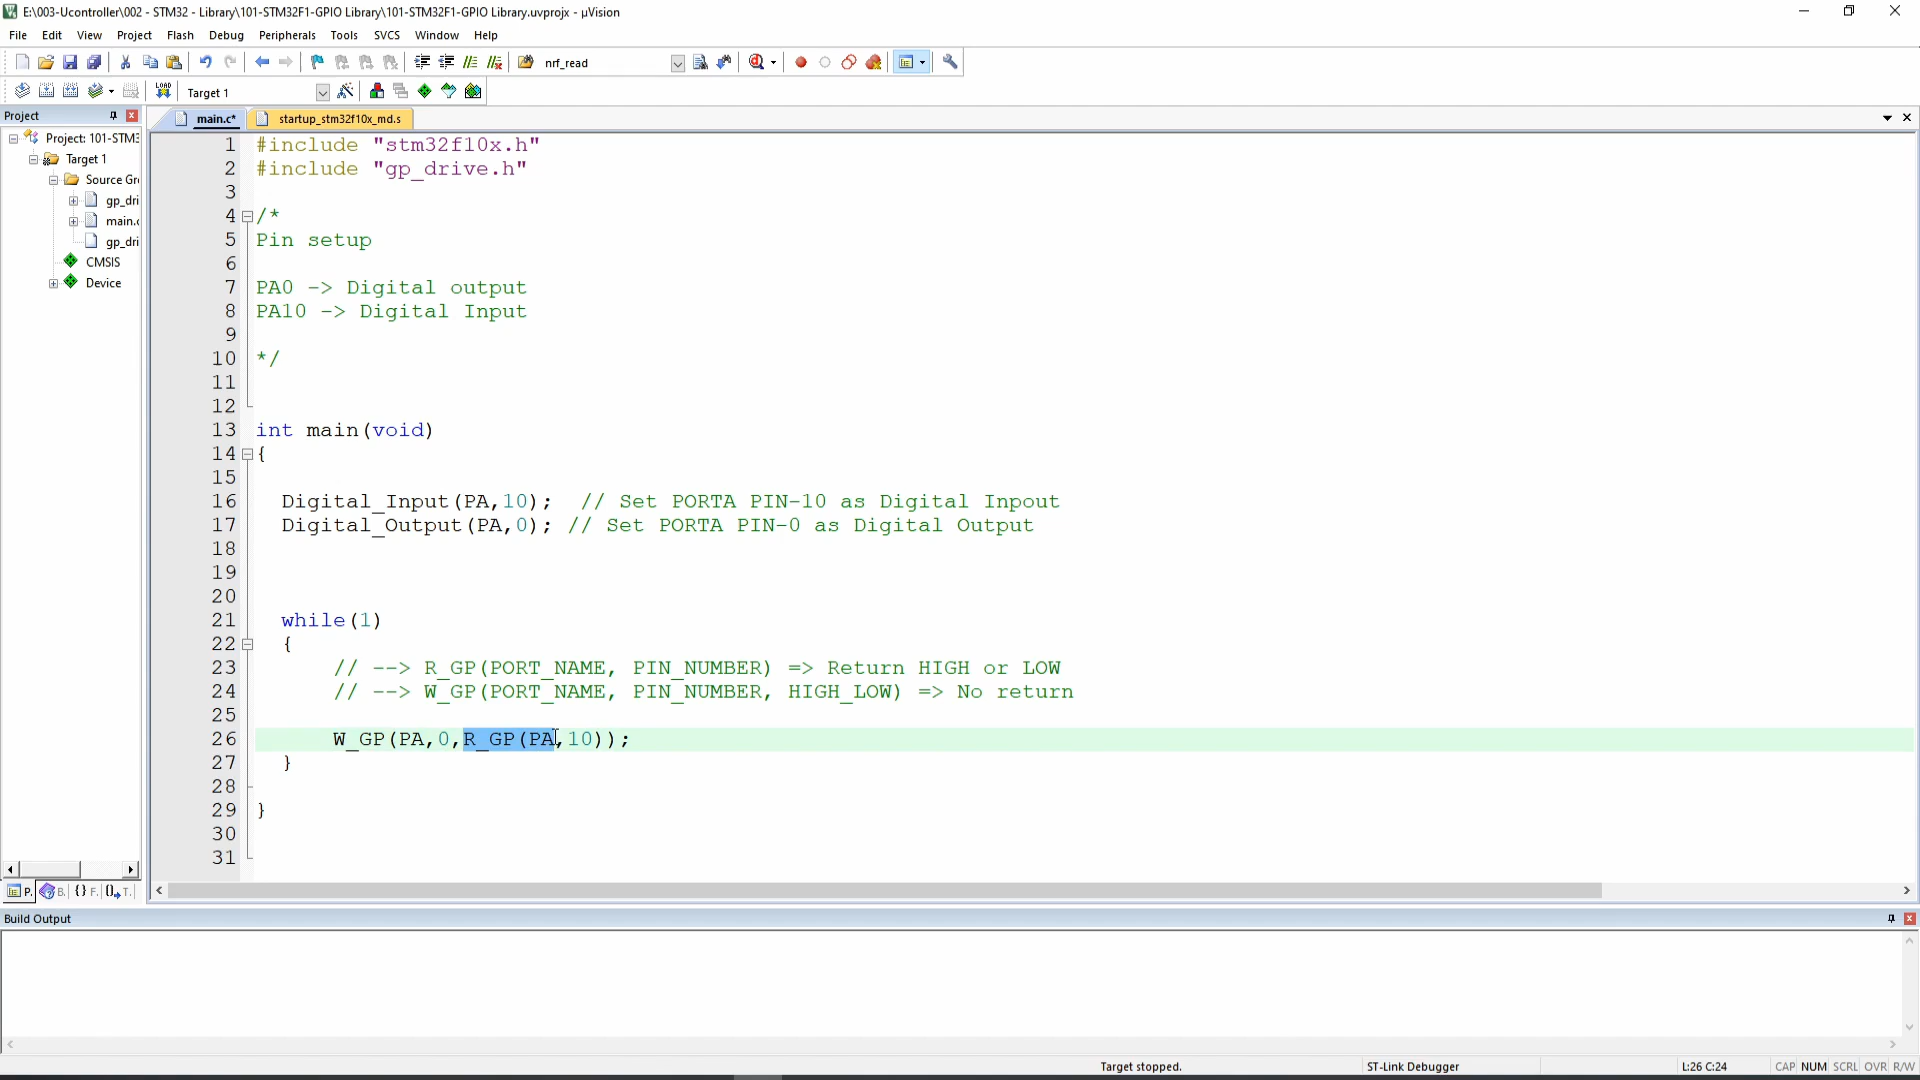 E:\003-Ucontroller\002 - STM32 - Library\101-STM32F1-GPIO Library\101-STM32F1-GPIO Library.uvprojx - µVision
File Edit View Project Flash Debug Peripherals Tools SVCS Window Help
nrf_read
LOAD Target 1
Project
main.c* startup_stm32f10x_md.s
Project: 101-STM3
Target 1
Source Gr
gp_dri
main.c
gp_dri
CMSIS
Device
1 #include "stm32f10x.h"
2 #include "gp_drive.h"
3
4 /*
5 Pin setup
6
7 PA0 -> Digital output
8 PA10 -> Digital Input
9
10 */
11
12
13 int main(void)
14 {
15
16 Digital_Input(PA,10); // Set PORTA PIN-10 as Digital Inpout
17 Digital_Output(PA,0); // Set PORTA PIN-0 as Digital Output
18
19
20
21 while(1)
22 {
23 // --> R_GP(PORT_NAME, PIN_NUMBER) => Return HIGH or LOW
24 // --> W_GP(PORT_NAME, PIN_NUMBER, HIGH_LOW) => No return
25
26 W_GP(PA,0,R_GP(PA,10));
27 }
28
29 }
30
31
P. B. {} F. T.
Build Output
Target stopped. ST-Link Debugger L:26 C:24 CAP NUM SCRL OVR R/W